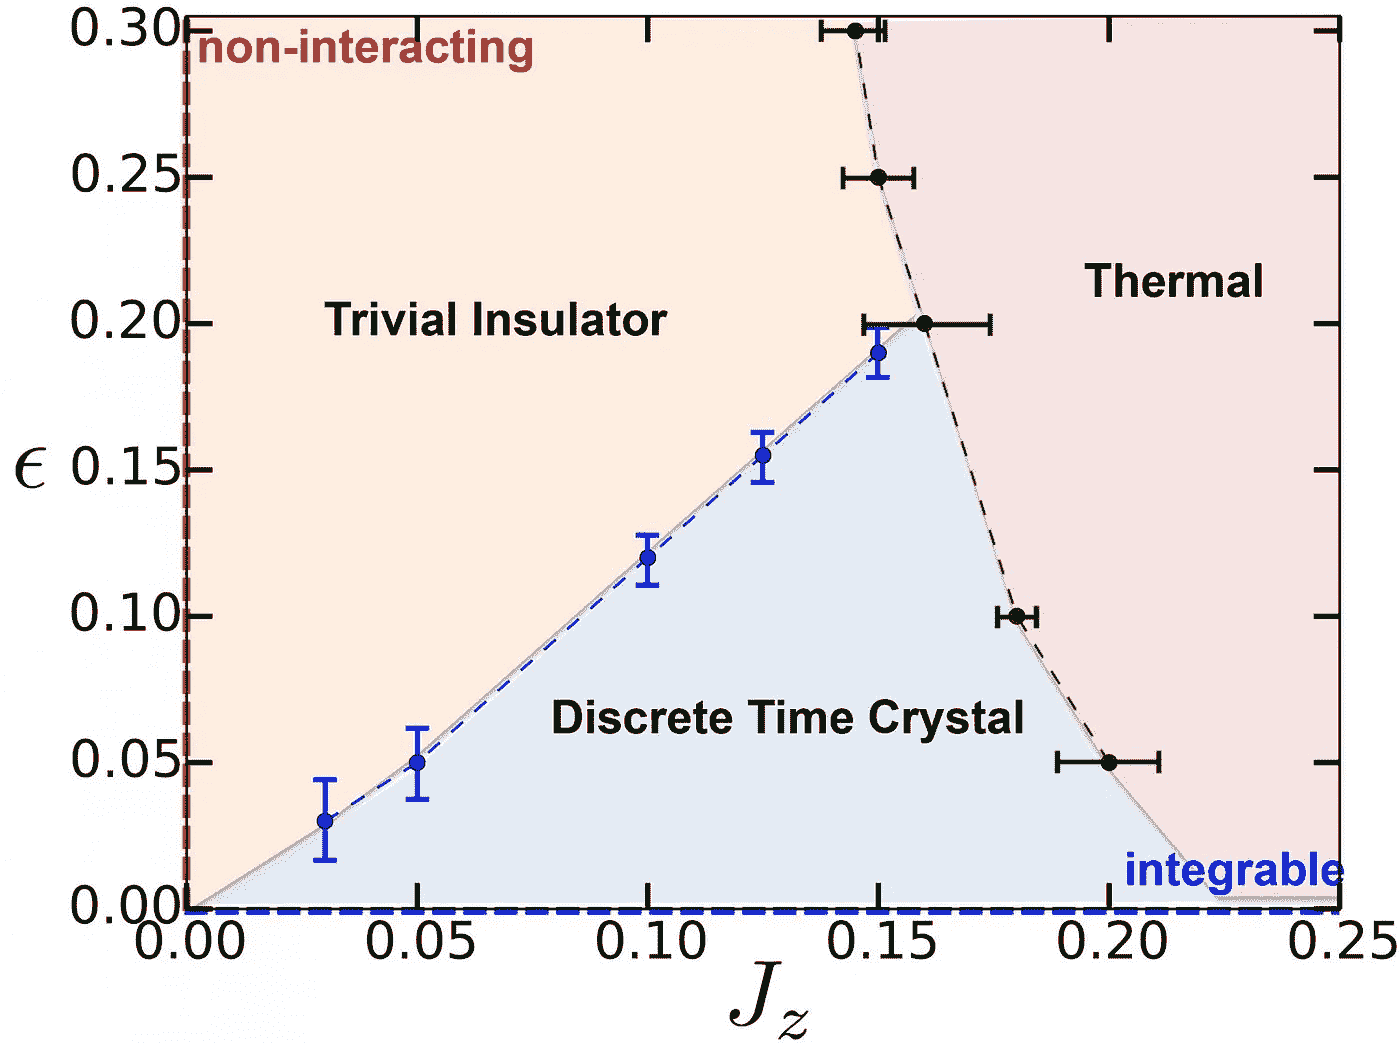 0.30
non-interacting
0.25
Thermal
Trivial Insulator
0.20
ϵ 0.15
0.10
Discrete Time Crystal
0.05
integrable
0.00
0.00 0.05 0.10 0.15 0.20 0.25
J_z